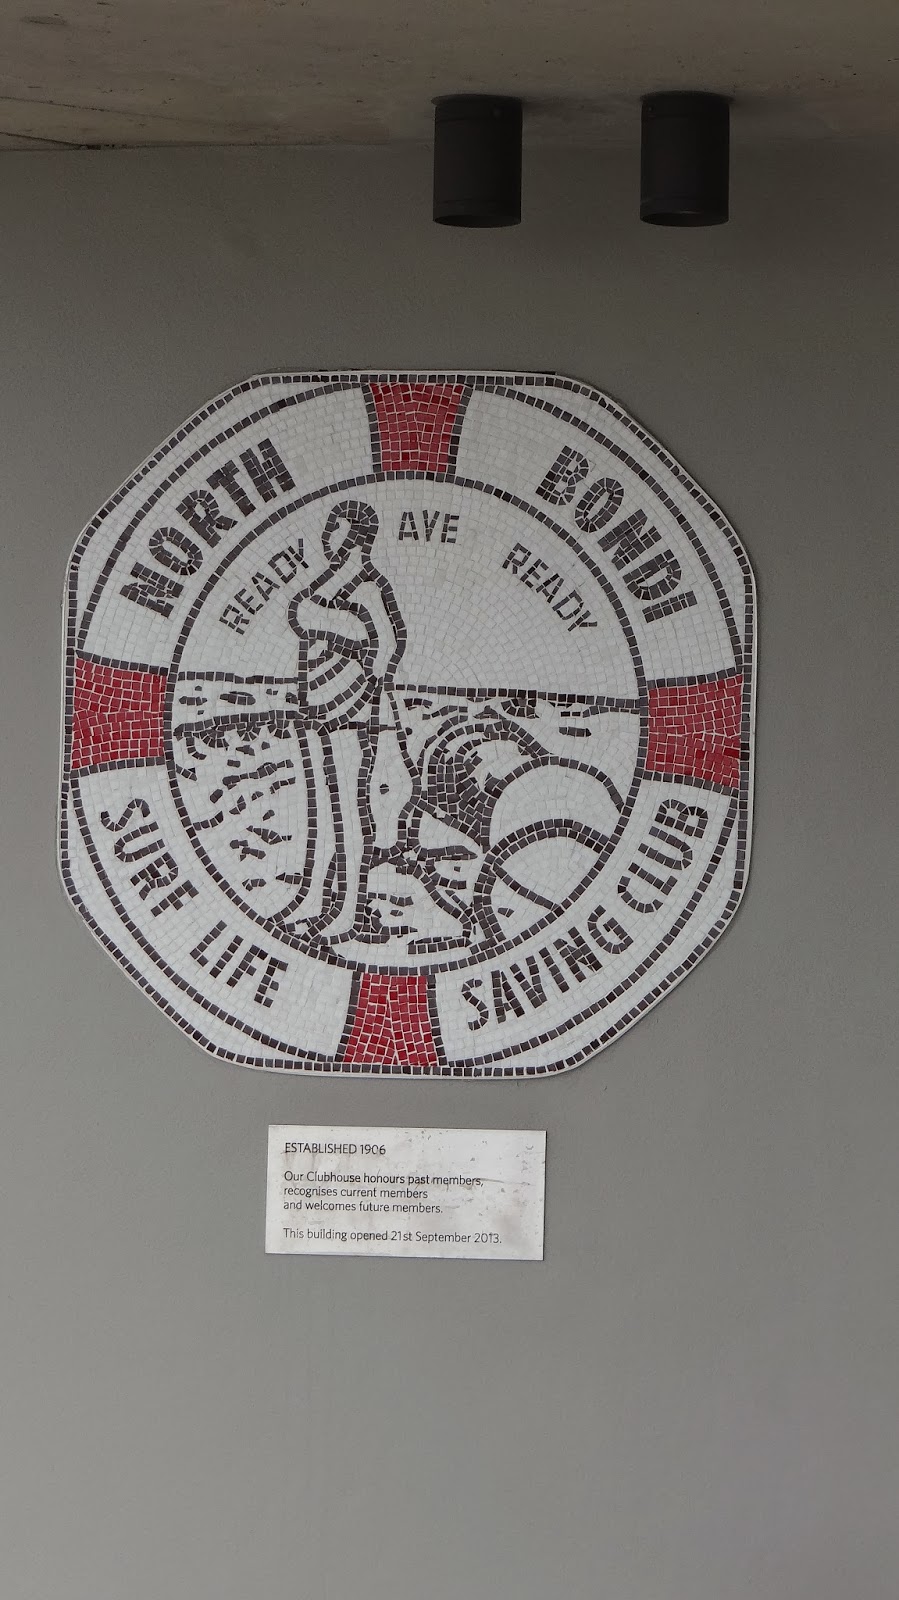 NORTH BONDI
READY AVE READY
SURF LIFE SAVING CLUB
ESTABLISHED 1906
Our Clubhouse honours past members,
recognises current members
and welcomes future members.
This building opened 21st September 2013.